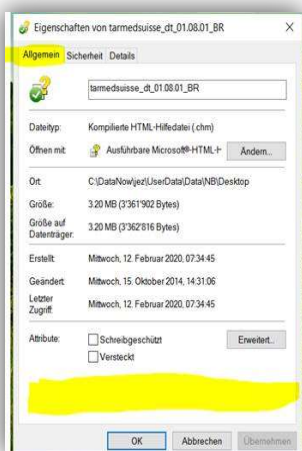 Eigenschaften von tarmedsuisse_dt_01.08.01_BR
Allgemein Sicherheit Details
tarmedsuisse_dt_01.08.01_BR
Dateityp: Kompilierte HTML-Hilfedatei (.chm)
Öffnen mit: Ausführbare Microsoft®-HTML-H Ändern...
Ort: C:\DataNow\jez\UserData\Data\NB\Desktop
Größe: 3.20 MB (3'361'902 Bytes)
Größe auf
Datenträger: 3.20 MB (3'362'816 Bytes)
Erstellt: Mittwoch, 12. Februar 2020, 07:34:45
Geändert: Mittwoch, 15. Oktober 2014, 14:31:06
Letzter
Zugriff: Mittwoch, 12. Februar 2020, 07:34:45
Attribute: Schreibgeschützt Erweitert...
Versteckt
OK Abbrechen Übernehmen